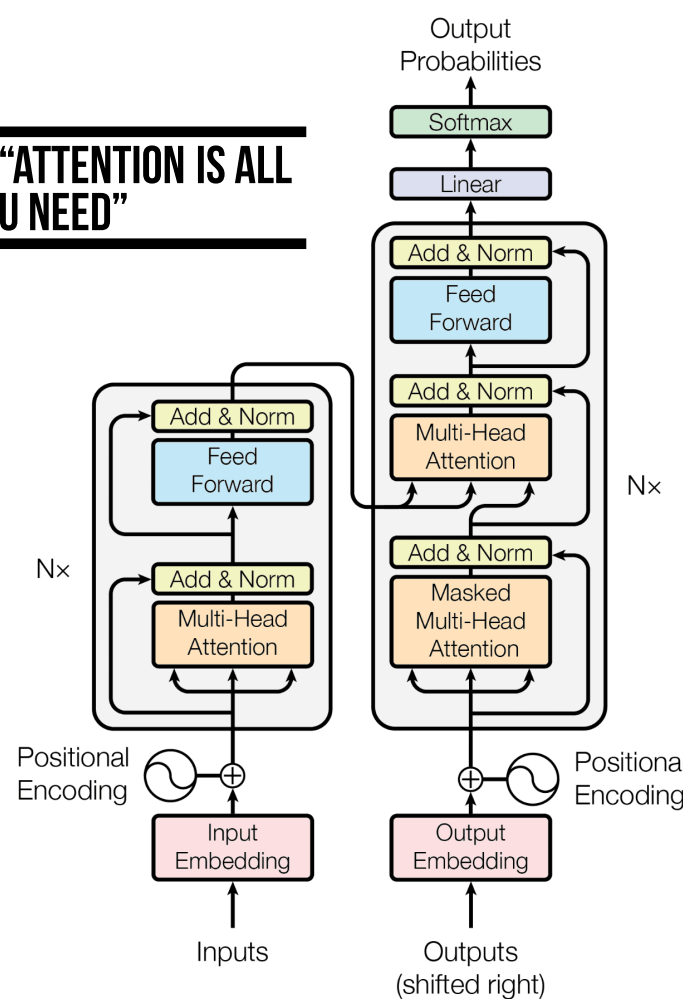 Output
Probabilities
Softmax
“ATTENTION IS ALL
U NEED”
Linear
Add & Norm
Feed
Forward
Add & Norm
Multi-Head
Attention
Add & Norm
Feed
Forward
N×
Add & Norm
Masked
Multi-Head
Attention
N×
Add & Norm
Multi-Head
Attention
Positional
Encoding
Positiona
Encoding
Input
Embedding
Output
Embedding
Inputs
Outputs
(shifted right)